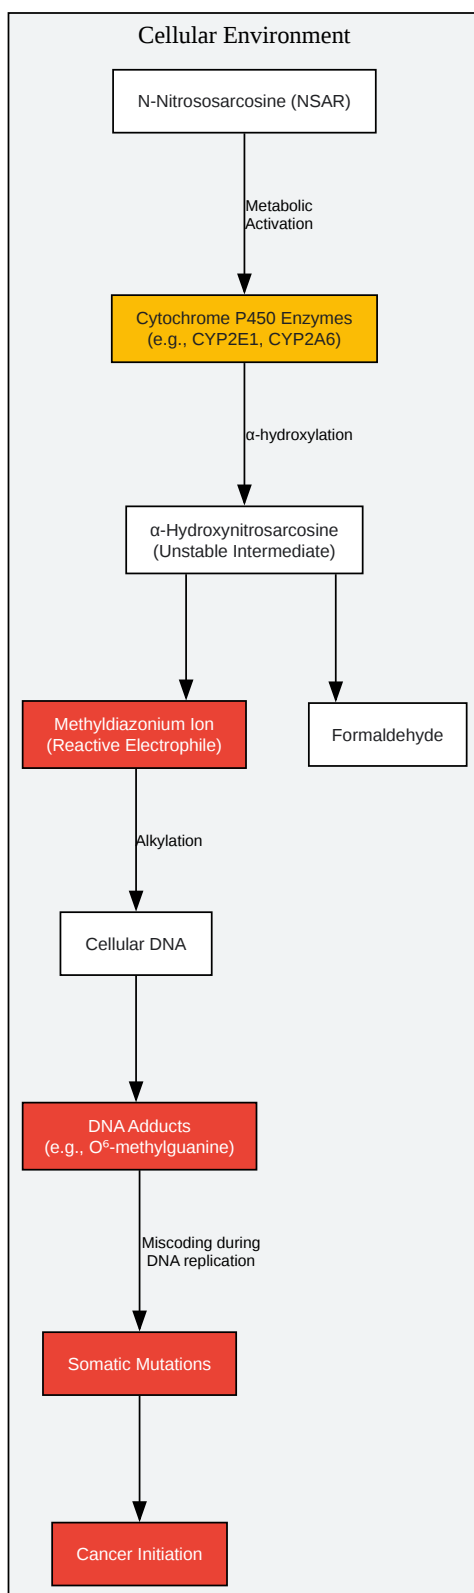 Cellular Environment
N-Nitrososarcosine (NSAR)
Metabolic
Activation
Cytochrome P450 Enzymes
(e.g., CYP2E1, CYP2A6)
α-hydroxylation
α-Hydroxynitrosarcosine
(Unstable Intermediate)
Methyldiazonium Ion
(Reactive Electrophile)
Formaldehyde
Alkylation
Cellular DNA
DNA Adducts
(e.g., O⁶-methylguanine)
Miscoding during
DNA replication
Somatic Mutations
Cancer Initiation